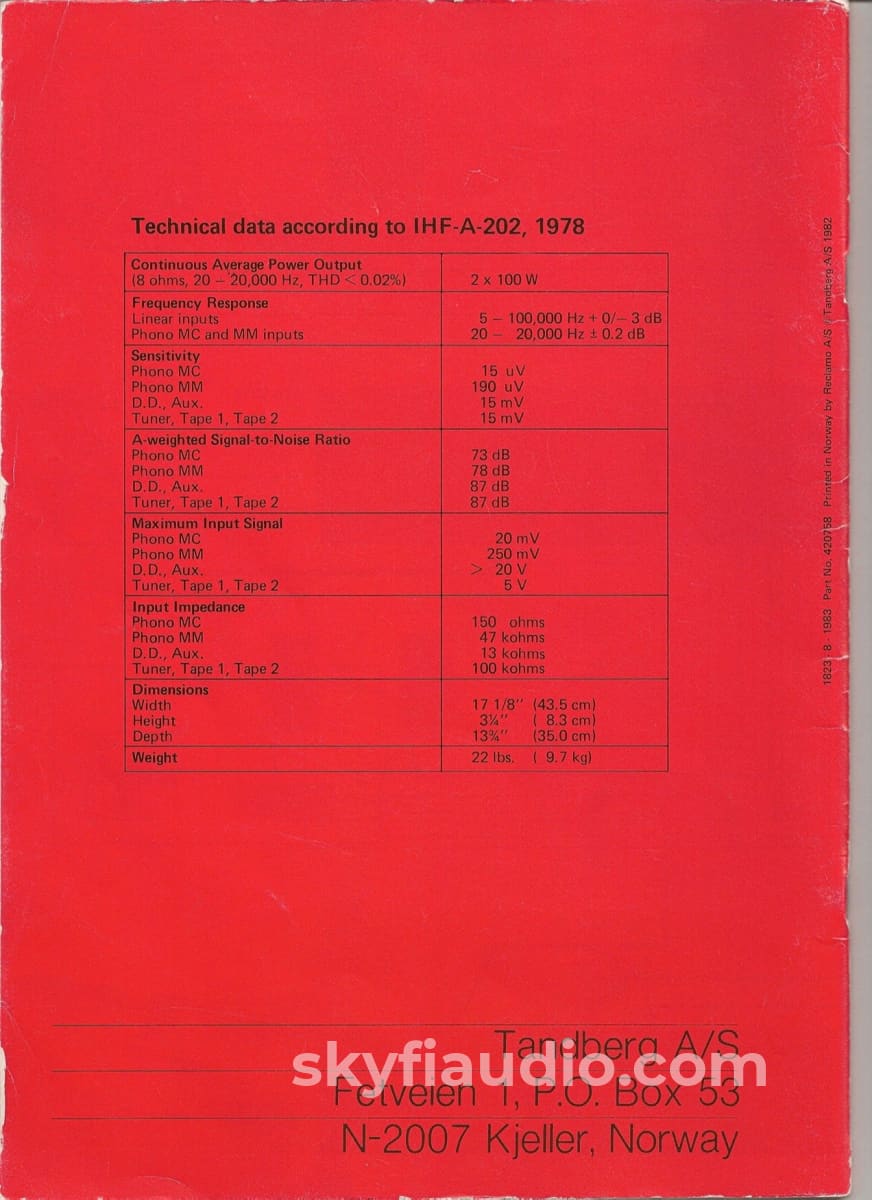 Technical data according to IHF-A-202, 1978
Continuous Average Power Output
(8 ohms, 20 – 20,000 Hz, THD < 0.02%) 2 x 100 W
Frequency Response
Linear inputs 5 – 100,000 Hz + 0/– 3 dB
Phono MC and MM inputs 20 – 20,000 Hz ± 0.2 dB
Sensitivity
Phono MC 15 uV
Phono MM 190 uV
D.D., Aux. 15 mV
Tuner, Tape 1, Tape 2 15 mV
A-weighted Signal-to-Noise Ratio
Phono MC 73 dB
Phono MM 78 dB
D.D., Aux. 87 dB
Tuner, Tape 1, Tape 2 87 dB
Maximum Input Signal
Phono MC 20 mV
Phono MM 250 mV
D.D., Aux. > 20 V
Tuner, Tape 1, Tape 2 5 V
Input Impedance
Phono MC 150 ohms
Phono MM 47 kohms
D.D., Aux. 13 kohms
Tuner, Tape 1, Tape 2 100 kohms
Dimensions
Width 17 1/8'' (43.5 cm)
Height 3¼'' ( 8.3 cm)
Depth 13¾'' (35.0 cm)
Weight 22 lbs. ( 9.7 kg)
1823 - 8 - 1983 Part No. 420758 Printed in Norway by Reclamo A/S / Tandberg A/S 1982
Tandberg A/S
skyfiaudio.com
Fetveien 1, P.O. Box 53
N-2007 Kjeller, Norway